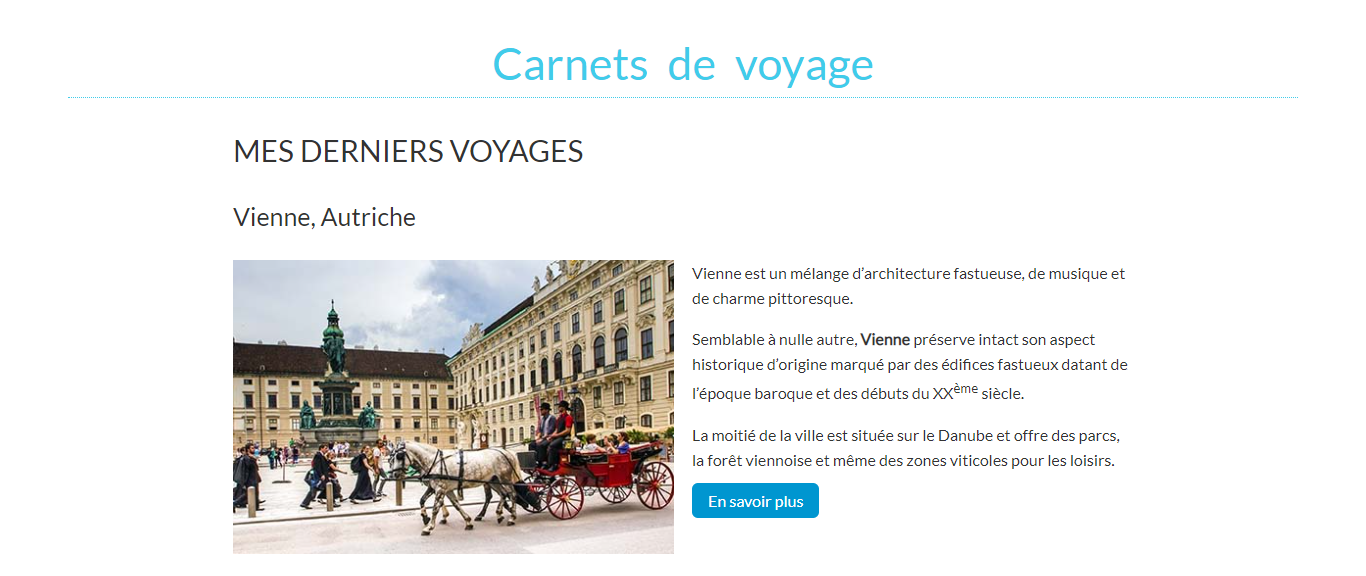 Carnets de voyage
MES DERNIERS VOYAGES
Vienne, Autriche
Vienne est un mélange d’architecture fastueuse, de musique et
de charme pittoresque.
Semblable à nulle autre, Vienne préserve intact son aspect
historique d’origine marqué par des édifices fastueux datant de
l’époque baroque et des débuts du XXème siècle.
La moitié de la ville est située sur le Danube et offre des parcs,
la forêt viennoise et même des zones viticoles pour les loisirs.
En savoir plus